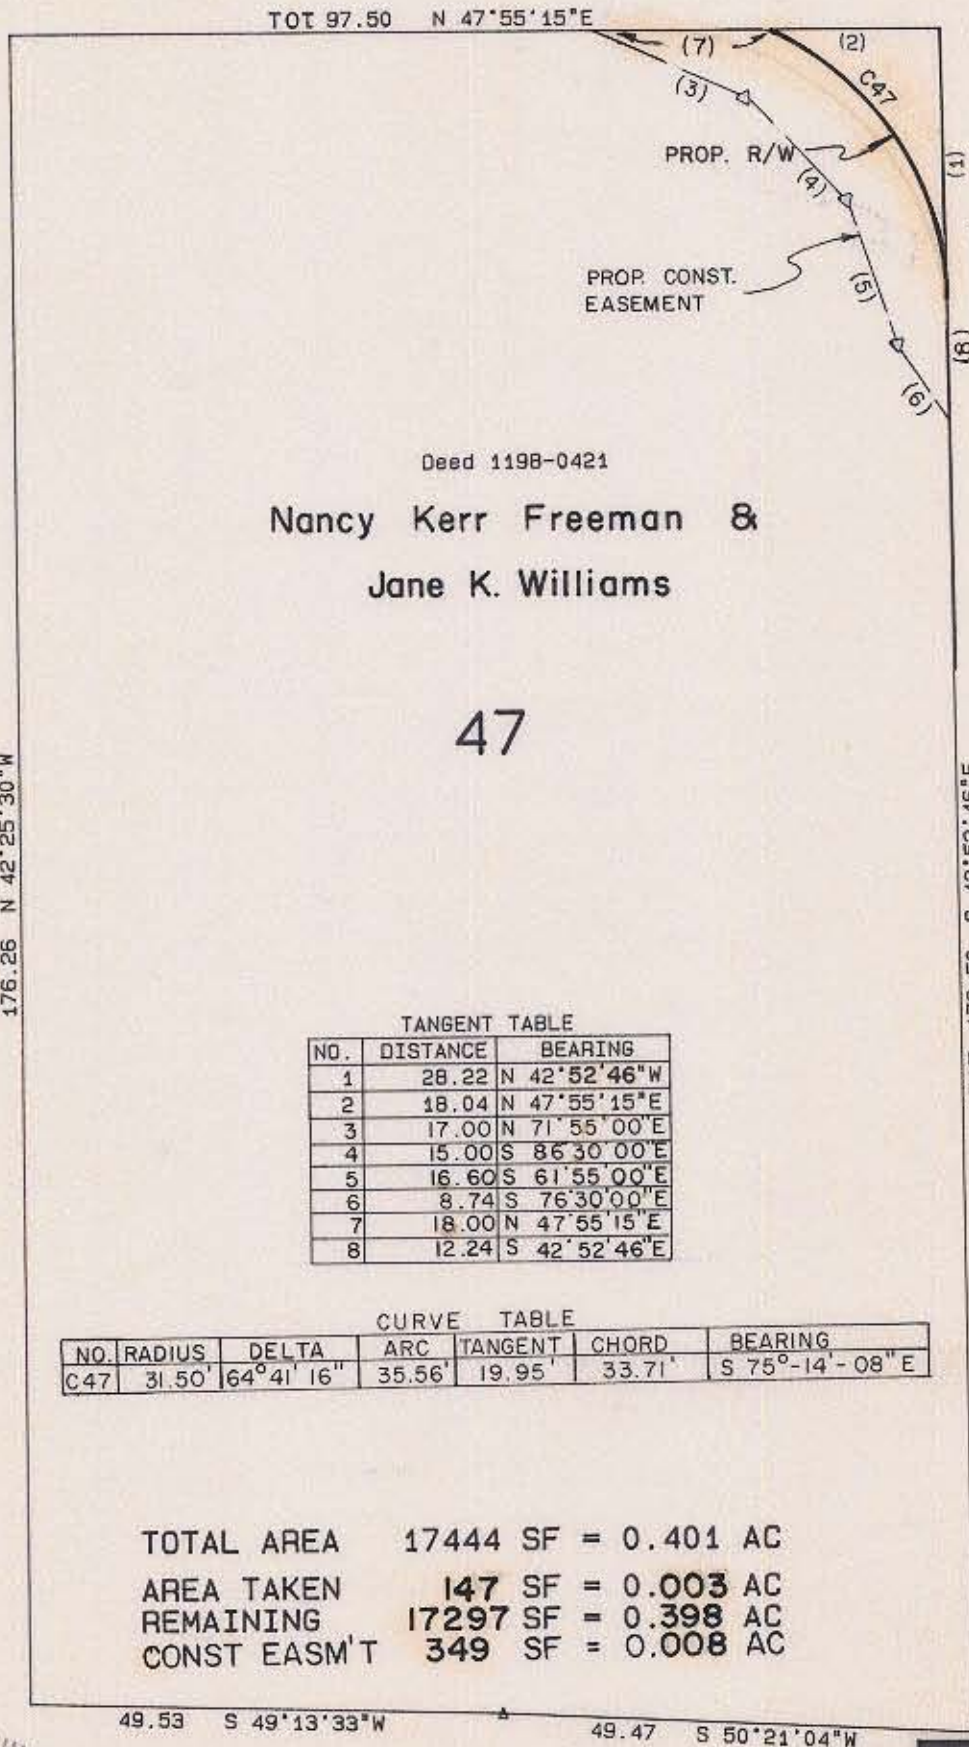 TOT 97.50 N 47°55'15"E
(7)
(2)
(3)
C47
PROP. R/W
(1)
(4)
PROP. CONST.
EASEMENT
(5)
(8)
(6)
Deed 1198-0421
Nancy Kerr Freeman &
Jane K. Williams
47
176.26 N 42°25'30"W
TANGENT TABLE
NO. DISTANCE BEARING
1 28.22 N 42°52'46"W
2 18.04 N 47°55'15"E
3 17.00 N 71°55'00"E
4 15.00 S 86°30'00"E
5 16.60 S 61°55'00"E
6 8.74 S 76°30'00"E
7 18.00 N 47°55'15"E
8 12.24 S 42°52'46"E
CURVE TABLE
NO. RADIUS DELTA ARC TANGENT CHORD BEARING
C47 31.50' 64°41'16" 35.56' 19.95' 33.71' S 75°-14'-08" E
TOTAL AREA 17444 SF = 0.401 AC
AREA TAKEN 147 SF = 0.003 AC
REMAINING 17297 SF = 0.398 AC
CONST EASM'T 349 SF = 0.008 AC
49.53 S 49°13'33"W
49.47 S 50°21'04"W